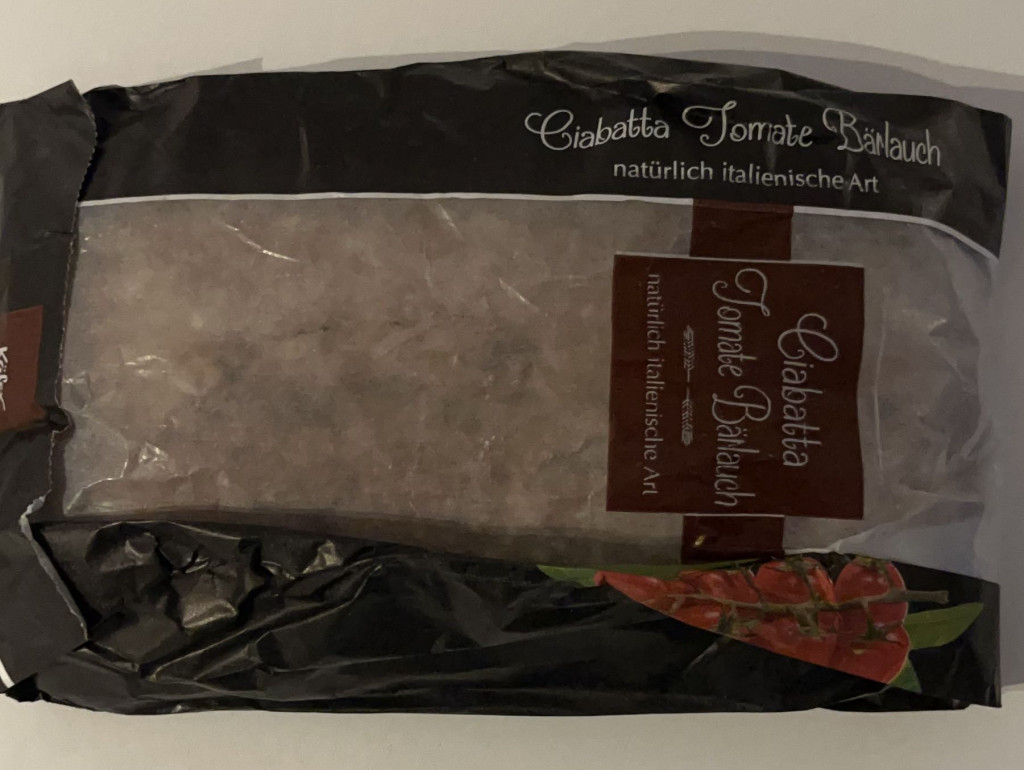 Ciabatta Tomate Bärlauch
natürlich italienische Art
Ciabatta
Tomate Bärlauch
natürlich italienische Art